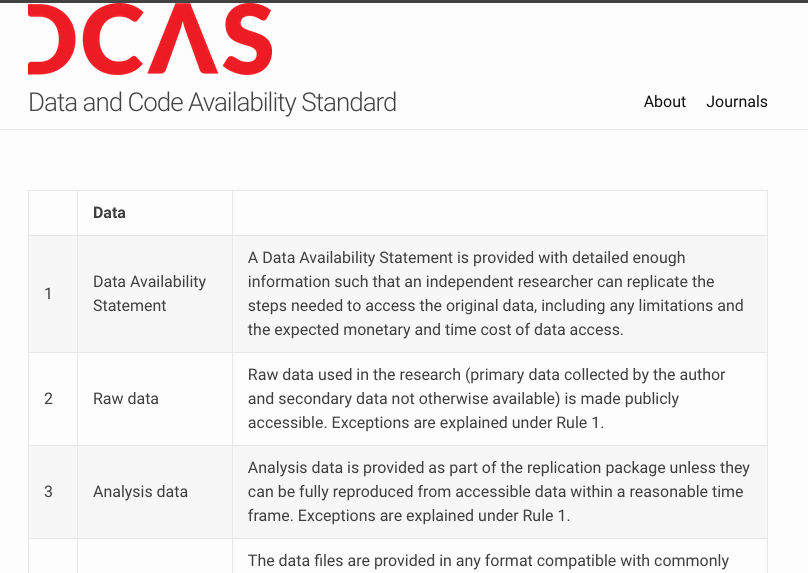 DCAS
Data and Code Availability Standard
About Journals
Data
1
Data Availability
Statement
A Data Availability Statement is provided with detailed enough
information such that an independent researcher can replicate the
steps needed to access the original data, including any limitations and
the expected monetary and time cost of data access.
2
Raw data
Raw data used in the research (primary data collected by the author
and secondary data not otherwise available) is made publicly
accessible. Exceptions are explained under Rule 1.
3
Analysis data
Analysis data is provided as part of the replication package unless they
can be fully reproduced from accessible data within a reasonable time
frame. Exceptions are explained under Rule 1.
The data files are provided in any format compatible with commonly